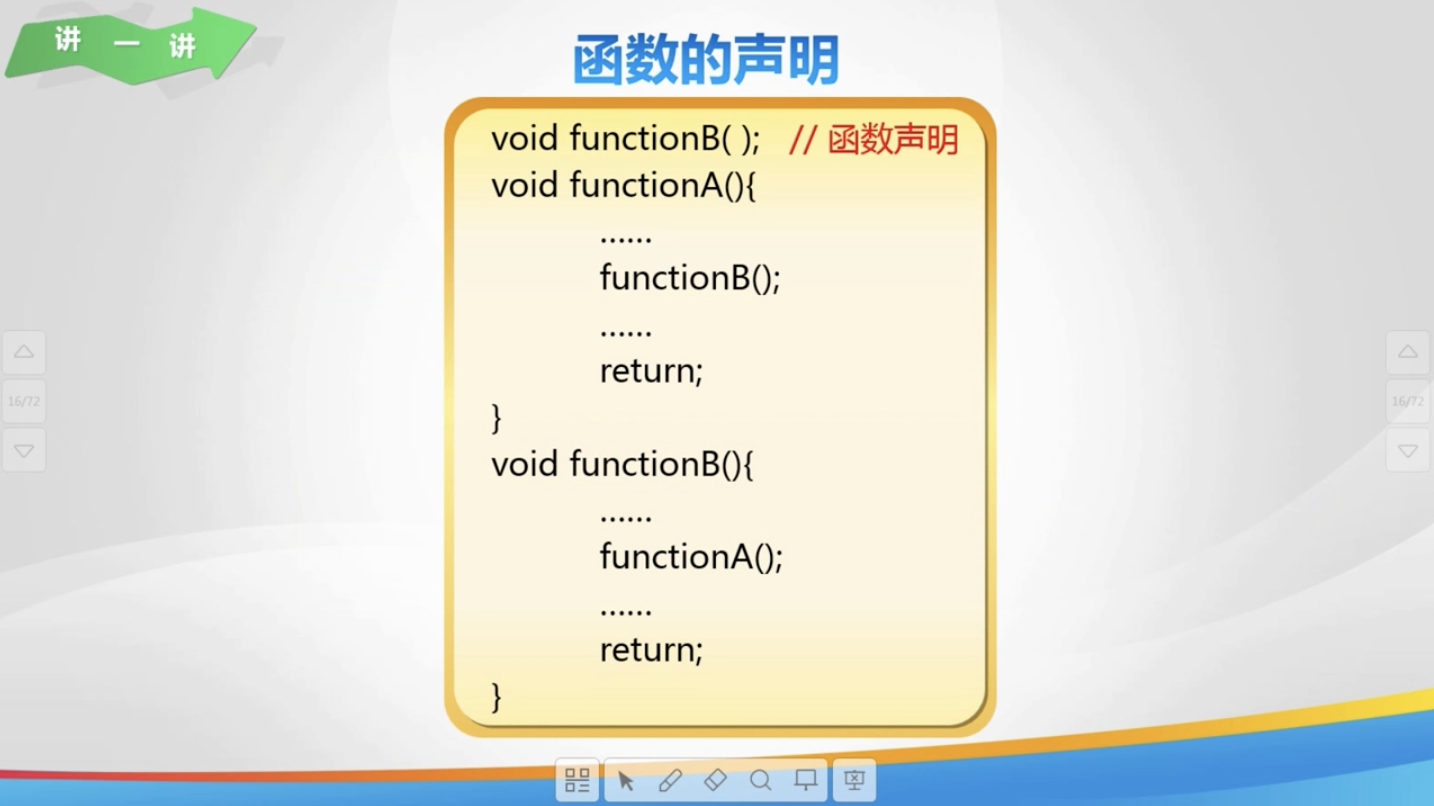 讲一讲
函数的声明
void functionB( ); // 函数声明
void functionA(){
……
functionB();
……
return;
}
void functionB(){
……
functionA();
……
return;
}
16/72
16/72